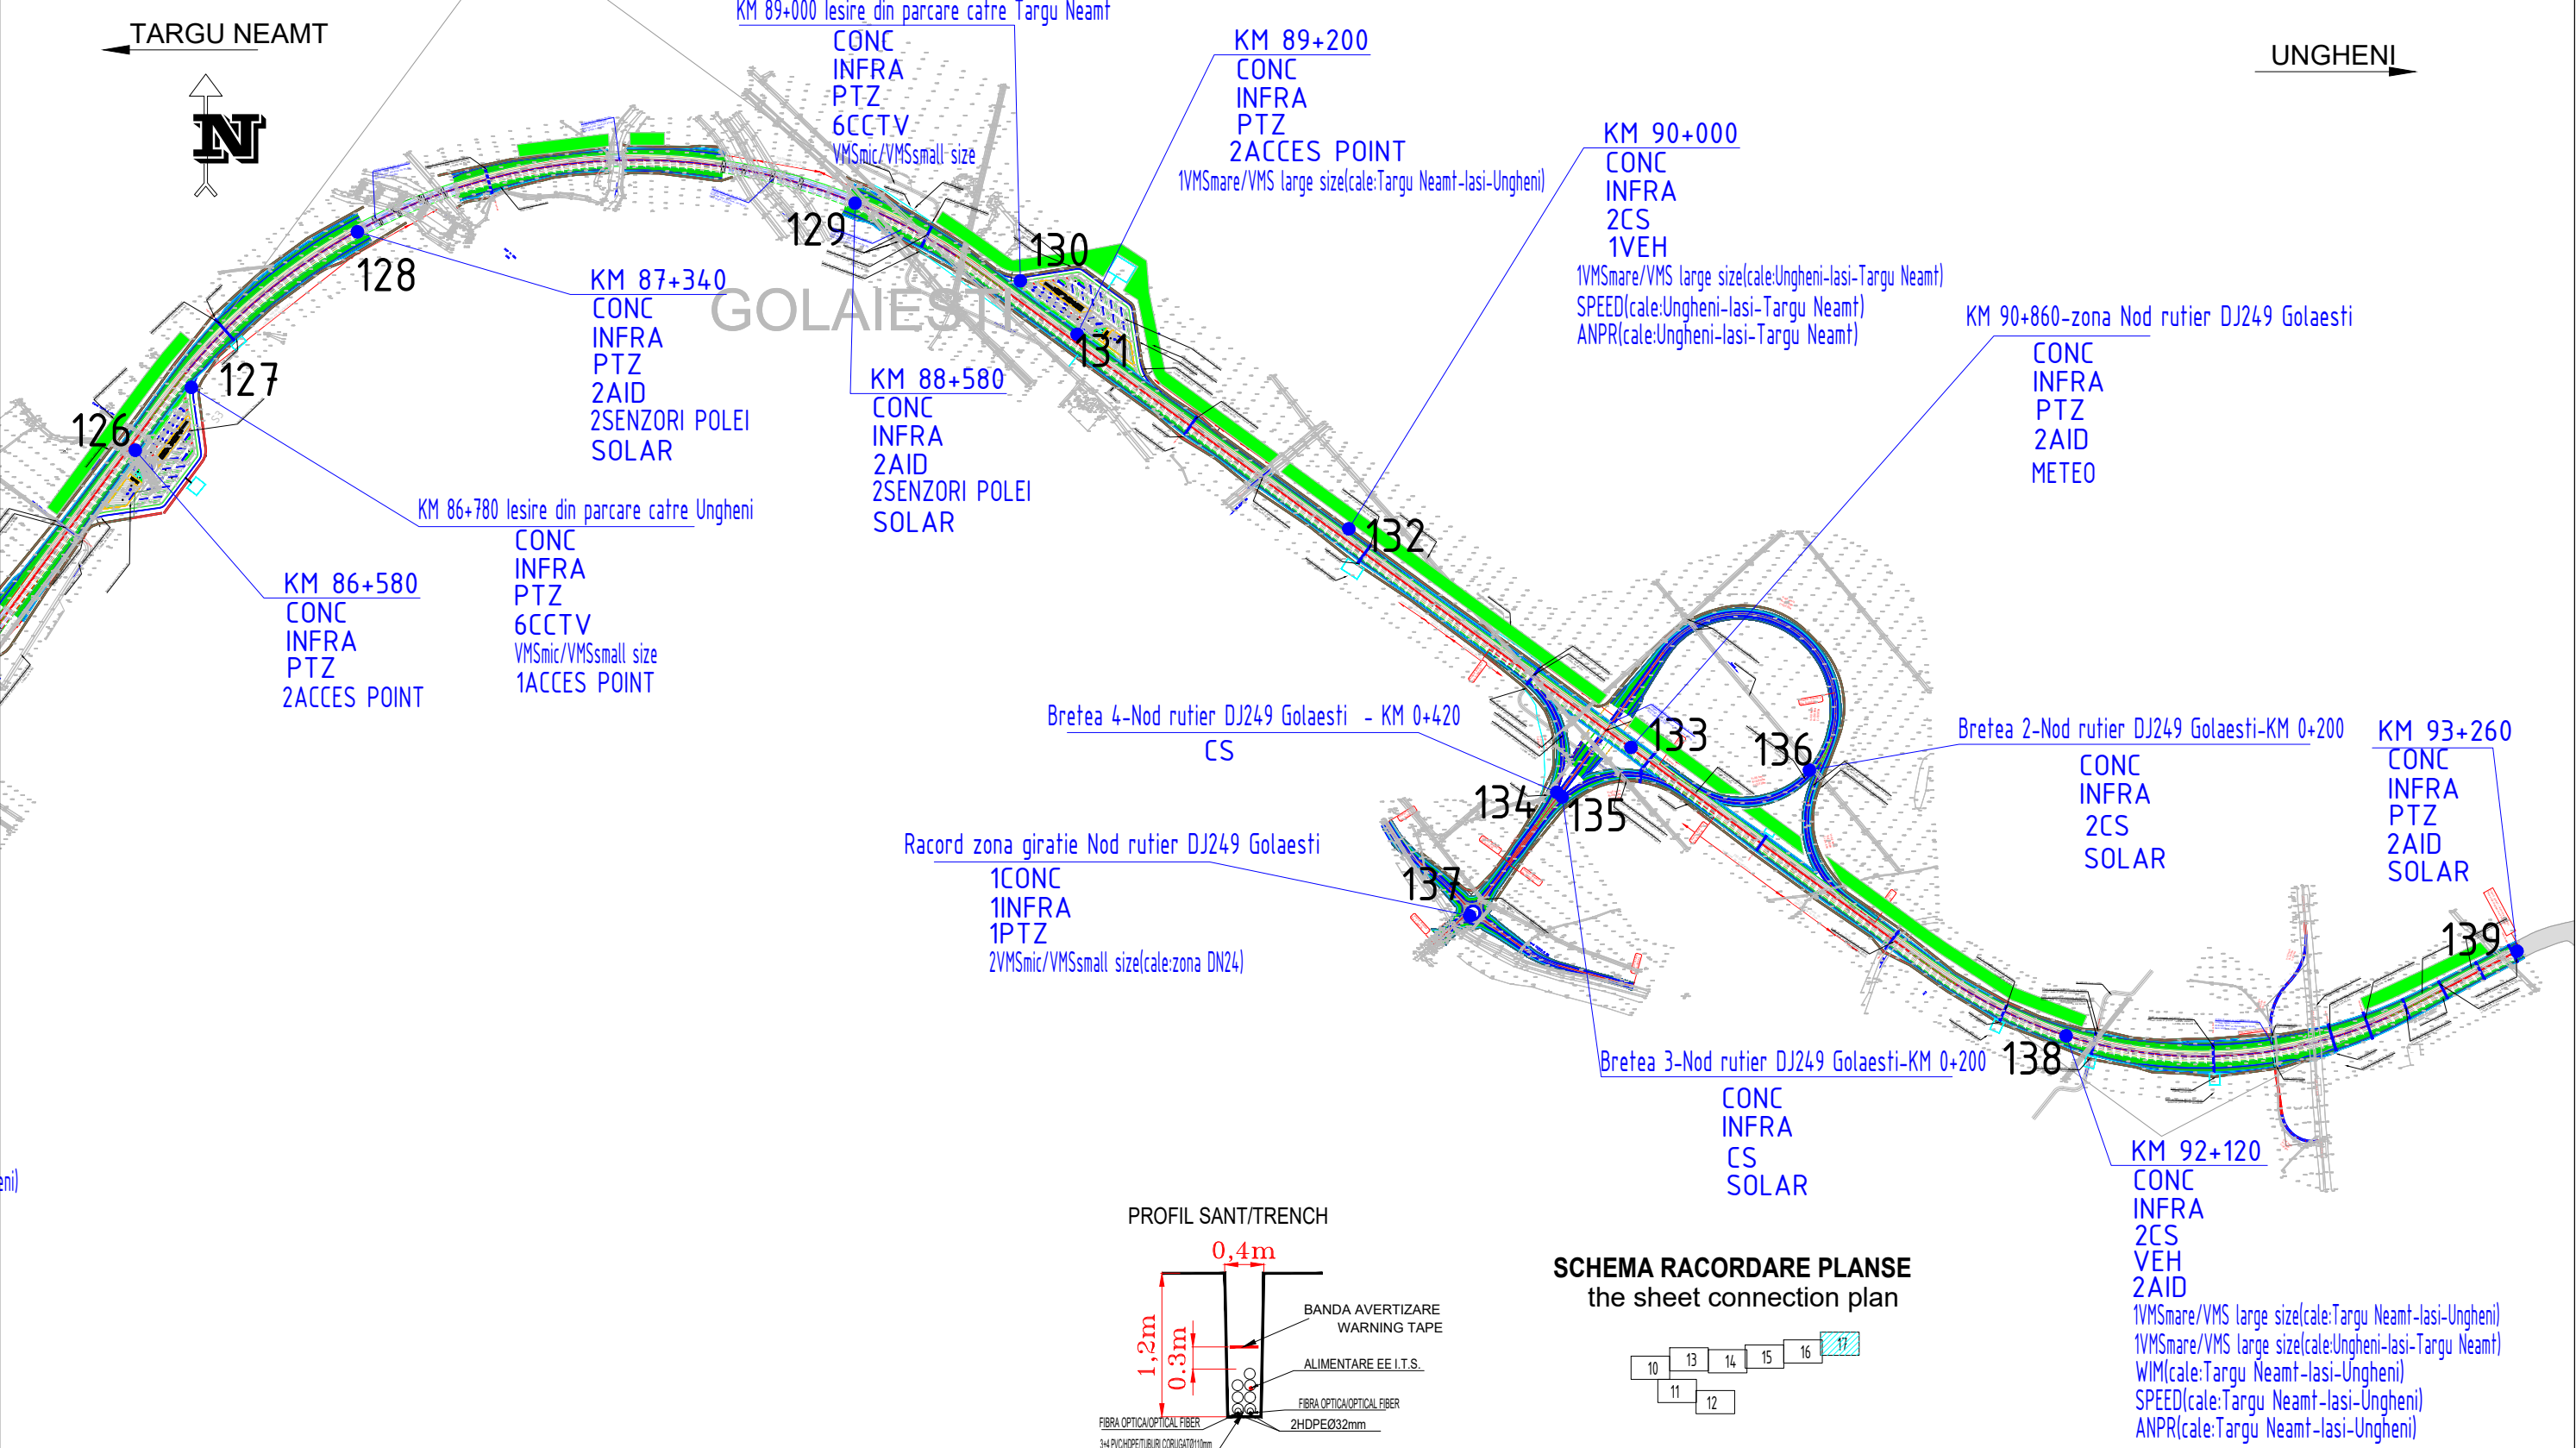 TARGU NEAMT
N
UNGHENI
KM 89+000 Iesire din parcare catre Targu Neamt
CONC
INFRA
PTZ
6CCTV
VMSmic/VMSsmall size
KM 89+200
CONC
INFRA
PTZ
2ACCES POINT
1VMSmare/VMS large size(cale:Targu Neamt-Iasi-Ungheni)
KM 90+000
CONC
INFRA
2CS
1VEH
1VMSmare/VMS large size(cale:Ungheni-Iasi-Targu Neamt)
SPEED(cale:Ungheni-Iasi-Targu Neamt)
ANPR(cale:Ungheni-Iasi-Targu Neamt)
KM 90+860-zona Nod rutier DJ249 Golaesti
CONC
INFRA
PTZ
2AID
METEO
126
127
128
129
130
131
132
133
134
135
136
137
138
139
GOLAIESTI
KM 87+340
CONC
INFRA
PTZ
2AID
2SENZORI POLEI
SOLAR
KM 88+580
CONC
INFRA
2AID
2SENZORI POLEI
SOLAR
KM 86+780 Iesire din parcare catre Ungheni
CONC
INFRA
PTZ
6CCTV
VMSmic/VMSsmall size
1ACCES POINT
KM 86+580
CONC
INFRA
PTZ
2ACCES POINT
Bretea 4-Nod rutier DJ249 Golaesti - KM 0+420
CS
Racord zona giratie Nod rutier DJ249 Golaesti
1CONC
1INFRA
1PTZ
2VMSmic/VMSsmall size(cale:zona DN24)
Bretea 2-Nod rutier DJ249 Golaesti-KM 0+200
CONC
INFRA
2CS
SOLAR
KM 93+260
CONC
INFRA
PTZ
2AID
SOLAR
Bretea 3-Nod rutier DJ249 Golaesti-KM 0+200
CONC
INFRA
CS
SOLAR
KM 92+120
CONC
INFRA
2CS
VEH
2AID
1VMSmare/VMS large size(cale:Targu Neamt-Iasi-Ungheni)
1VMSmare/VMS large size(cale:Ungheni-Iasi-Targu Neamt)
WIM(cale:Targu Neamt-Iasi-Ungheni)
SPEED(cale:Targu Neamt-Iasi-Ungheni)
ANPR(cale:Targu Neamt-Iasi-Ungheni)
eni)
PROFIL SANT/TRENCH
0,4m
1,2m
0.3m
BANDA AVERTIZARE
WARNING TAPE
ALIMENTARE EE I.T.S.
FIBRA OPTICA/OPTICAL FIBER
2HDPEØ32mm
FIBRA OPTICA/OPTICAL FIBER
3+4 PVC/HDPE/TUBURI CORUGATØ110mm
SCHEMA RACORDARE PLANSE
the sheet connection plan
10
13
14
15
16
17
11
12